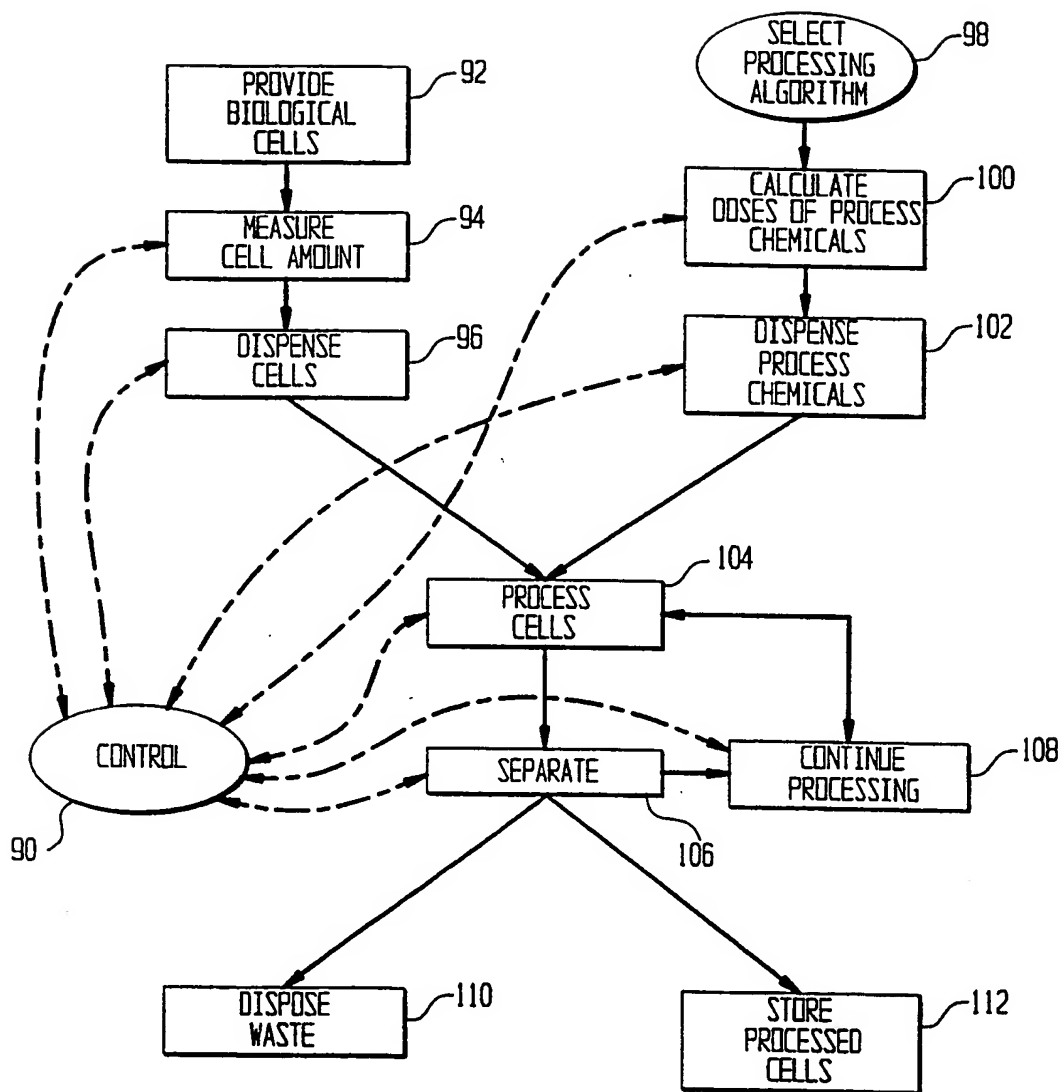 PROVIDE
BIOLOGICAL
CELLS
92
SELECT
PROCESSING
ALGORITHM
98
MEASURE
CELL AMOUNT
94
CALCULATE
DOSES OF PROCESS
CHEMICALS
100
DISPENSE
CELLS
96
DISPENSE
PROCESS
CHEMICALS
102
PROCESS
CELLS
104
CONTROL
90
SEPARATE
106
CONTINUE
PROCESSING
108
DISPOSE
WASTE
110
STORE
PROCESSED
CELLS
112